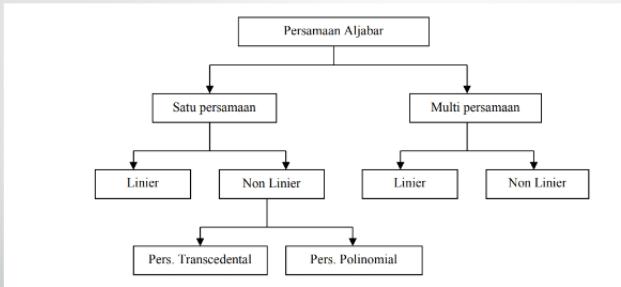 Persamaan Aljabar
Satu persamaan
Multi persamaan
Linier
Non Linier
Linier
Non Linier
Pers. Transcedental
Pers. Polinomial